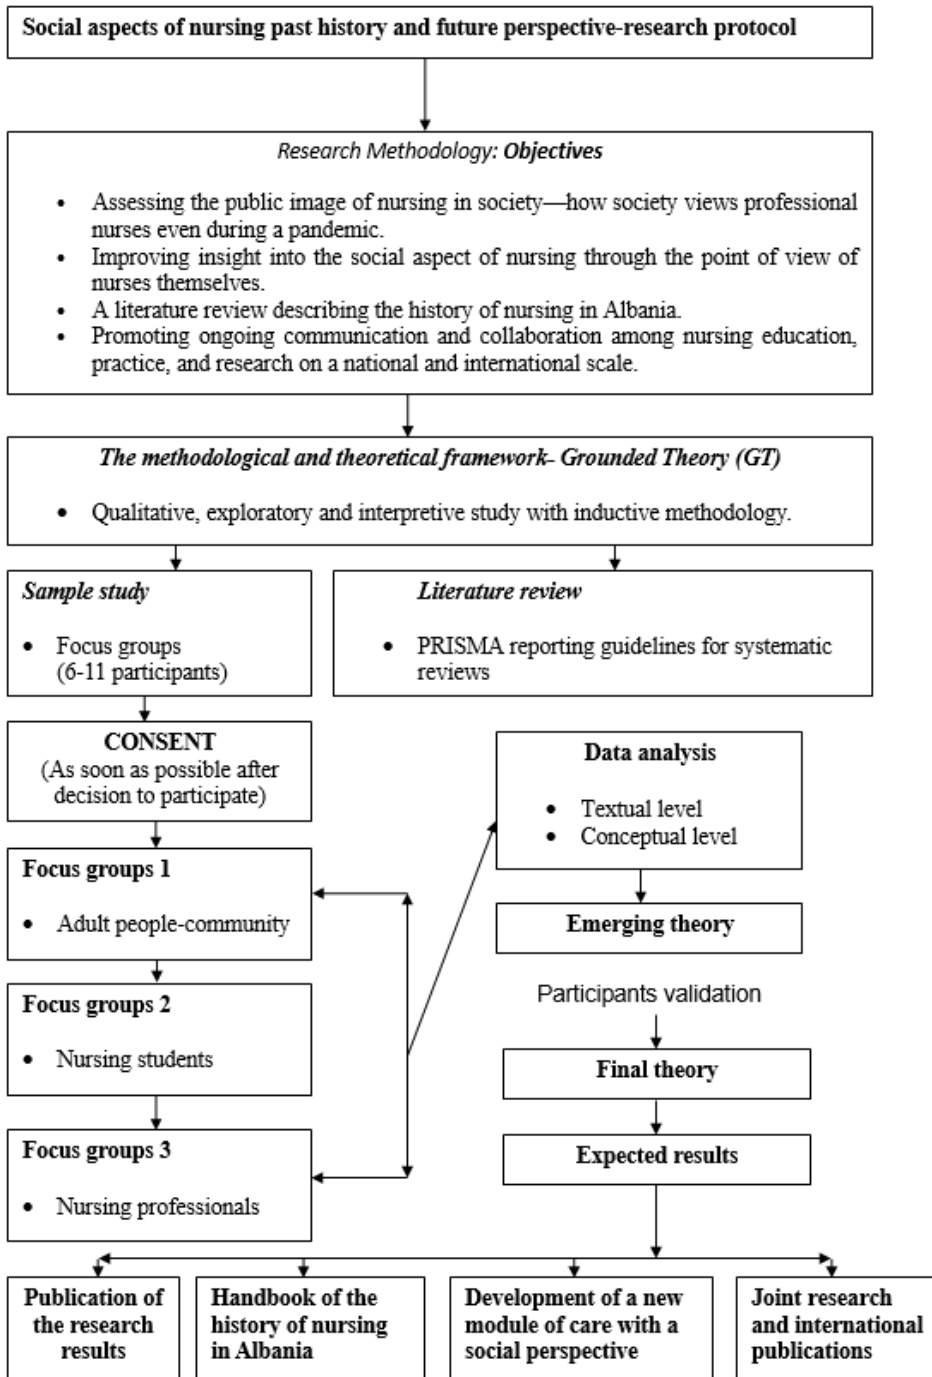 Social aspects of nursing past history and future perspective-research protocol
Research Methodology: Objectives
• Assessing the public image of nursing in society—how society views professional
nurses even during a pandemic.
• Improving insight into the social aspect of nursing through the point of view of
nurses themselves.
• A literature review describing the history of nursing in Albania.
• Promoting ongoing communication and collaboration among nursing education,
practice, and research on a national and international scale.
The methodological and theoretical framework- Grounded Theory (GT)
• Qualitative, exploratory and interpretive study with inductive methodology.
Sample study
• Focus groups
(6-11 participants)
Literature review
• PRISMA reporting guidelines for systematic
reviews
CONSENT
(As soon as possible after
decision to participate)
Focus groups 1
• Adult people-community
Focus groups 2
• Nursing students
Focus groups 3
• Nursing professionals
Data analysis
• Textual level
• Conceptual level
Emerging theory
Participants validation
Final theory
Expected results
Publication of
the research
results
Handbook of the
history of nursing
in Albania
Development of a new
module of care with a
social perspective
Joint research
and international
publications